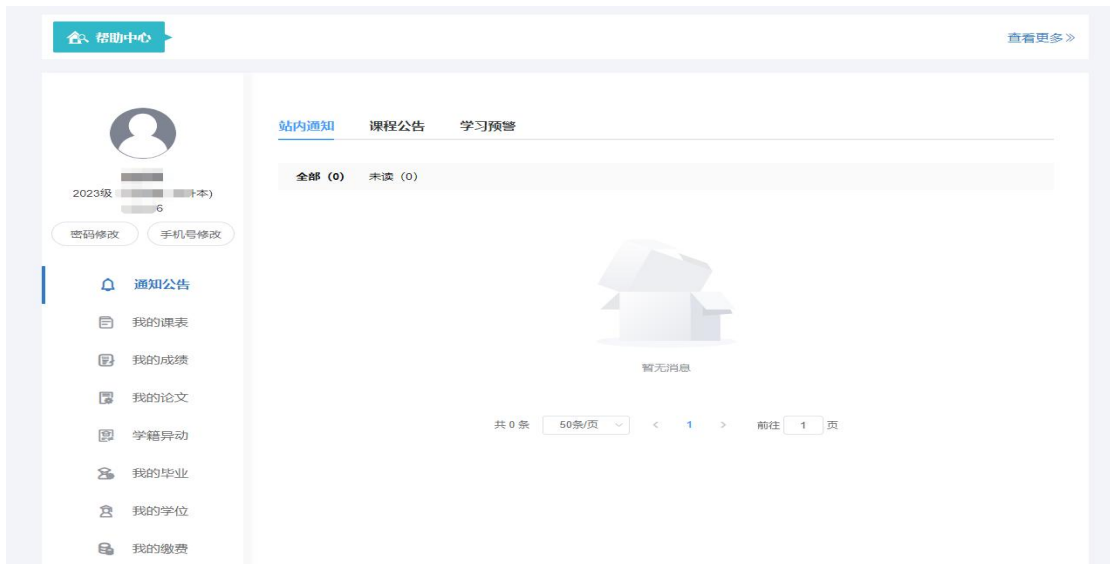 帮助中心
查看更多》
2023级
升本)
6
密码修改 手机号修改
通知公告
我的课表
我的成绩
我的论文
学籍异动
我的毕业
我的学位
我的缴费
站内通知 课程公告 学习预警
全部 (0) 未读 (0)
暂无消息
共 0 条 50条/页 < 1 > 前往 1 页